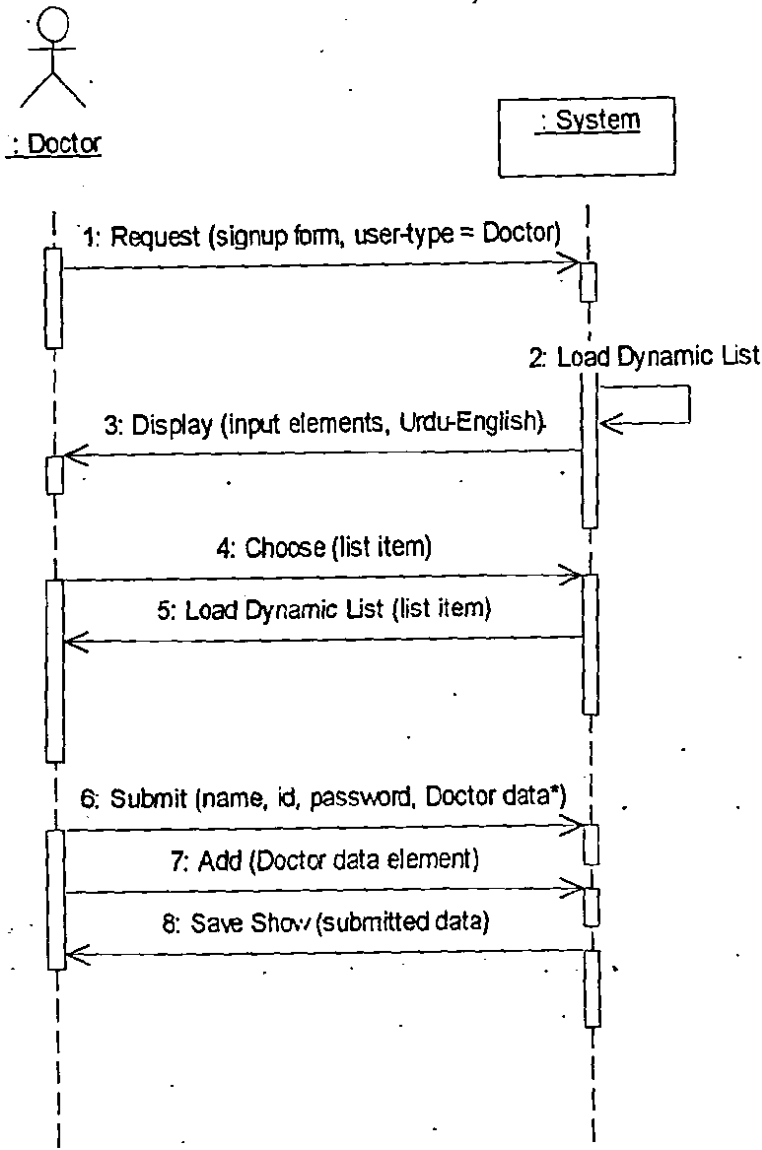 : Doctor
: System
1: Request (signup form, user-type = Doctor)
2: Load Dynamic List
3: Display (input elements, Urdu-English)
4: Choose (list item)
5: Load Dynamic List (list item)
6: Submit (name, id, password, Doctor data*)
7: Add (Doctor data element)
8: Save Show (submitted data)